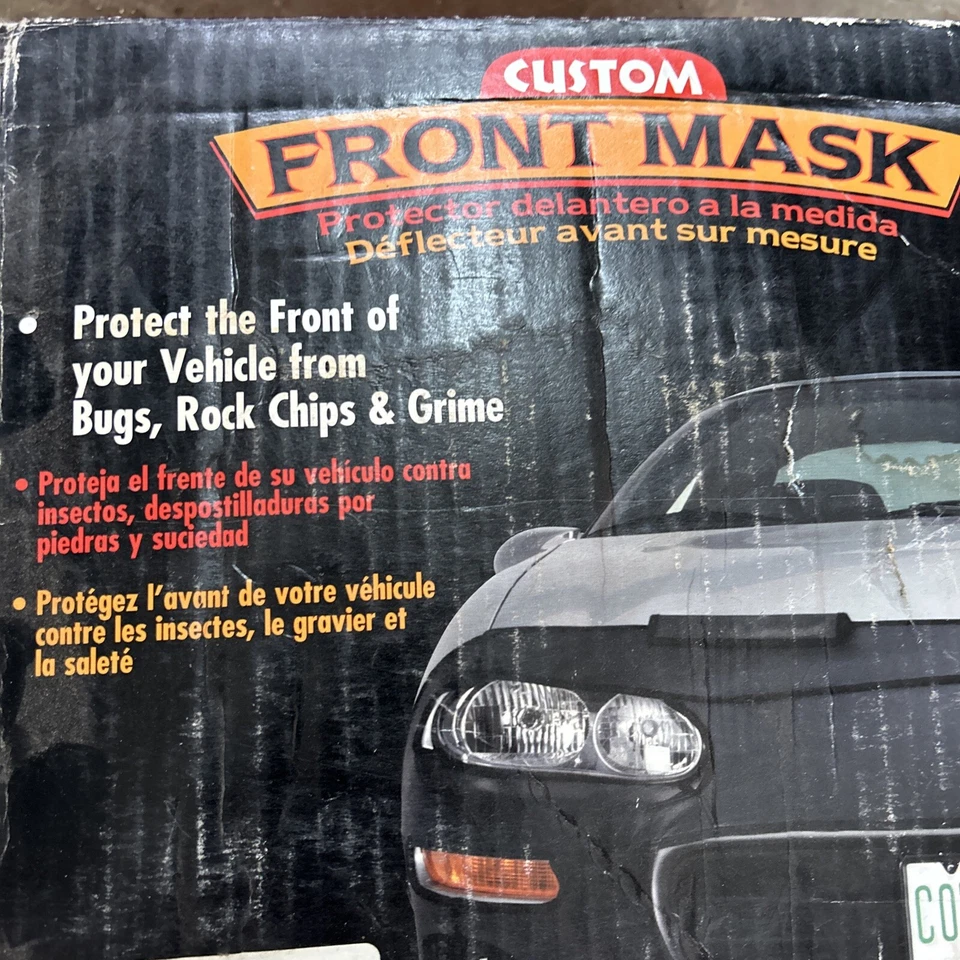 CUSTOM
FRONT MASK
Protector delantero a la medida
Déflecteur avant sur mesure
• Protect the Front of
your Vehicle from
Bugs, Rock Chips & Grime
• Proteja el frente de su vehículo contra
insectos, despostilladuras por
piedras y suciedad
• Protégez l'avant de votre véhicule
contre les insectes, le gravier et
la saleté